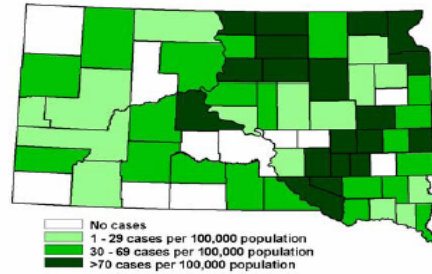 No cases
1 - 29 cases per 100,000 population
30 - 69 cases per 100,000 population
>70 cases per 100,000 population